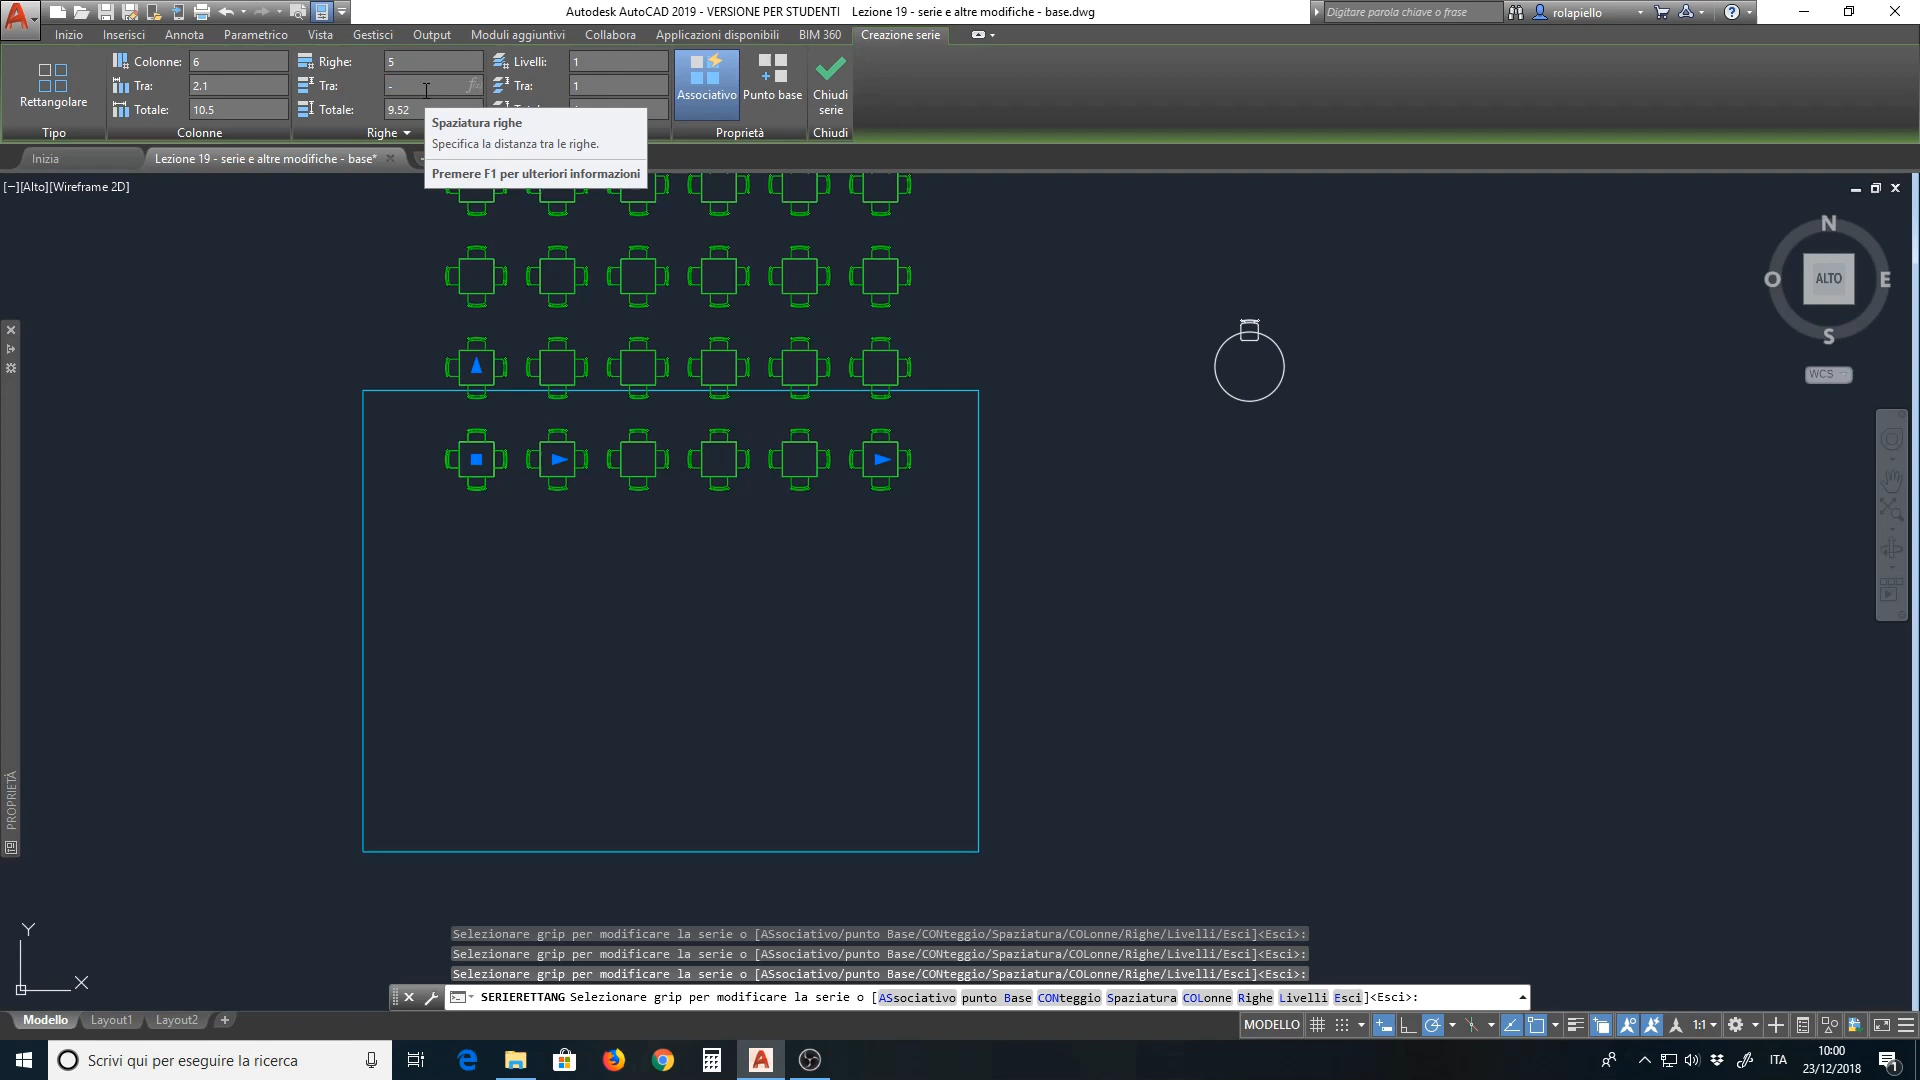 Autodesk AutoCAD 2019 - VERSIONE PER STUDENTI Lezione 19 - serie e altre modifiche - base.dwg
Digitare parola chiave o frase
rolapiello
Inizio Inserisci Annota Parametrico Vista Gestisci Output Moduli aggiuntivi Collabora Applicazioni disponibili BIM 360 Creazione serie
Colonne: 6 Righe: 5 Livelli: 1
Tra: 2.1 Tra: - Tra: 1
Totale: 10.5 Totale: 9.52
Rettangolare
Associativo Punto base Chiudi serie
Tipo Colonne Righe Proprietà Chiudi
Spaziatura righe
Specifica la distanza tra le righe.
Premere F1 per ulteriori informazioni
Inizia Lezione 19 - serie e altre modifiche - base*
[−][Alto][Wireframe 2D]
N
O ALTO E
S
WCS
PROPRIETÀ
Y
X
Selezionare grip per modificare la serie o [ASsociativo/punto Base/CONteggio/Spaziatura/COLonne/Righe/Livelli/Esci]<Esci>:
Selezionare grip per modificare la serie o [ASsociativo/punto Base/CONteggio/Spaziatura/COLonne/Righe/Livelli/Esci]<Esci>:
Selezionare grip per modificare la serie o [ASsociativo/punto Base/CONteggio/Spaziatura/COLonne/Righe/Livelli/Esci]<Esci>:
SERIERETTANG Selezionare grip per modificare la serie o [ASsociativo punto Base CONteggio Spaziatura COLonne Righe Livelli Esci]<Esci>:
Modello Layout1 Layout2 +
MODELLO 1:1
Scrivi qui per eseguire la ricerca
ITA
10:00
23/12/2018
1